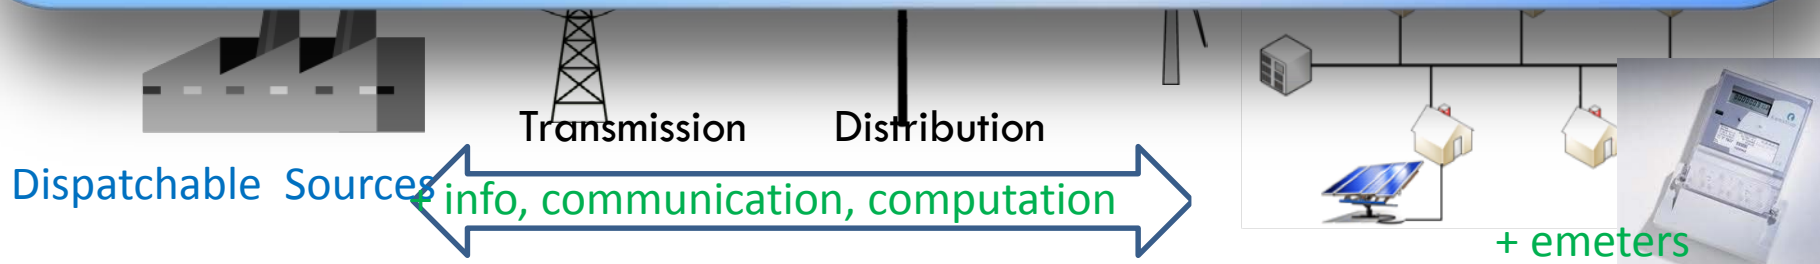 Transmission
Distribution
Dispatchable Sources
+ info, communication, computation
+ emeters